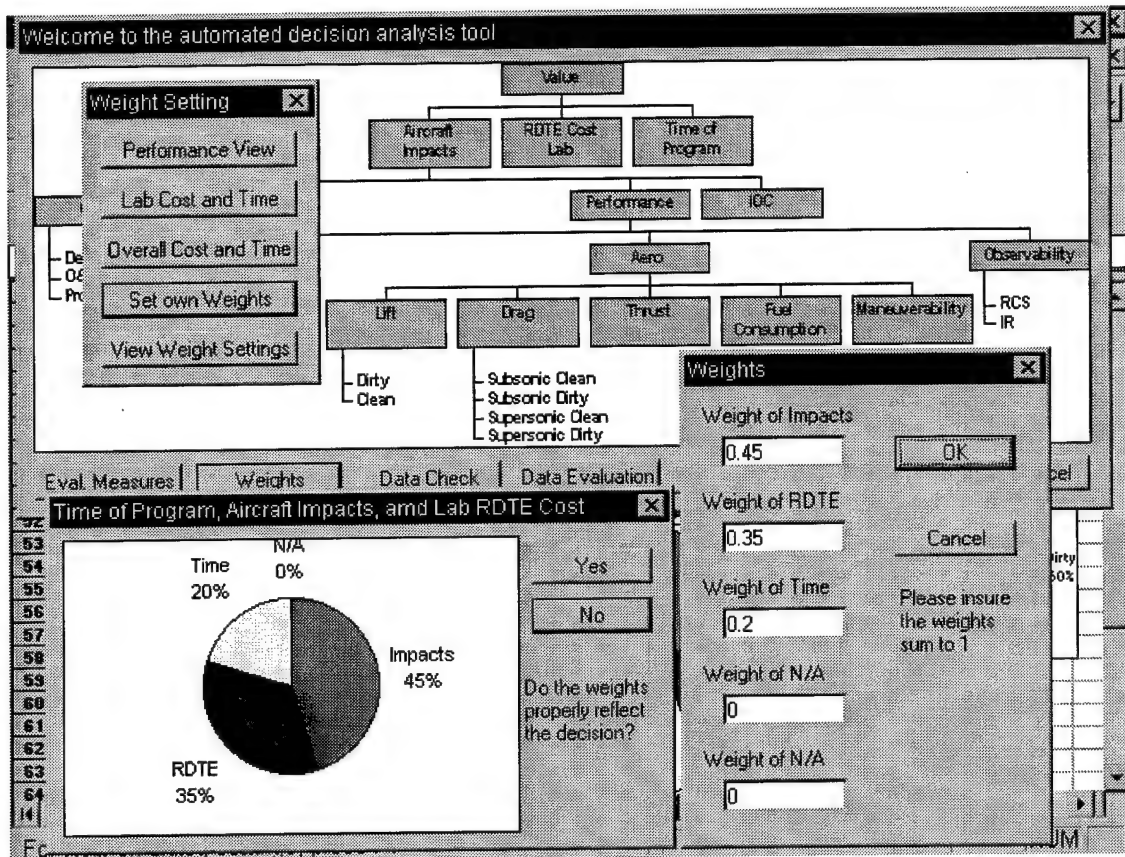 Welcome to the automated decision analysis tool
Value
Aircraft
Impacts
RDTE Cost
Lab
Time of
Program
Performance
IOC
Aero
Observability
RCS
IR
Lift
Drag
Thrust
Fuel
Consumption
Maneuverability
Dirty
Clean
Subsonic Clean
Subsonic Dirty
Supersonic Clean
Supersonic Dirty
De
O&
Pro
Weight Setting
Performance View
Lab Cost and Time
Overall Cost and Time
Set own Weights
View Weight Settings
Eval. Measures
Weights
Data Check
Data Evaluation
cel
Time of Program, Aircraft Impacts, amd Lab RDTE Cost
N/A
0%
Time
20%
Impacts
45%
RDTE
35%
Yes
No
Do the weights
properly reflect
the decision?
Weights
Weight of Impacts
0.45
OK
Weight of RDTE
0.35
Cancel
Weight of Time
0.2
Please insure
the weights
sum to 1
Weight of N/A
0
Weight of N/A
0
53
54
55
56
57
58
59
60
61
62
63
64
irty
50%
UM